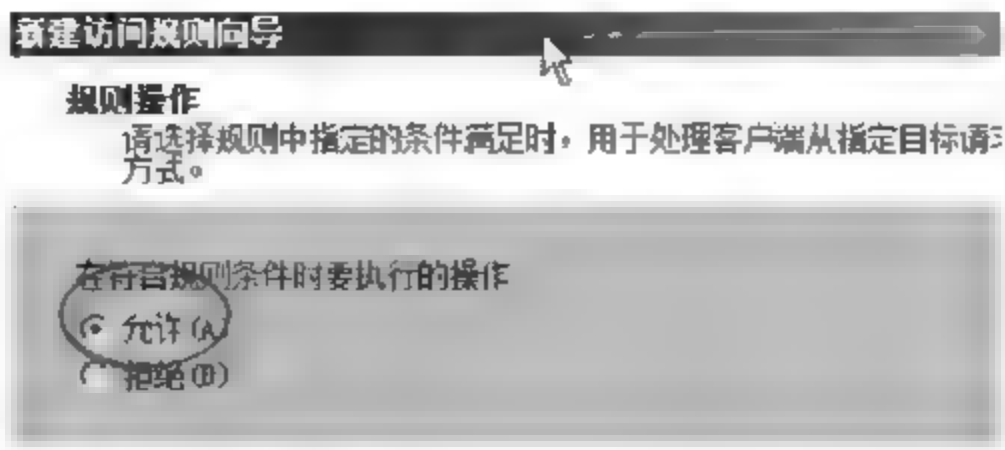 新建访问规则向导
规则操作
请选择规则中指定的条件满足时，用于处理客户端从指定目标请
方式。
在符合规则条件时要执行的操作
允许(A)
拒绝(D)